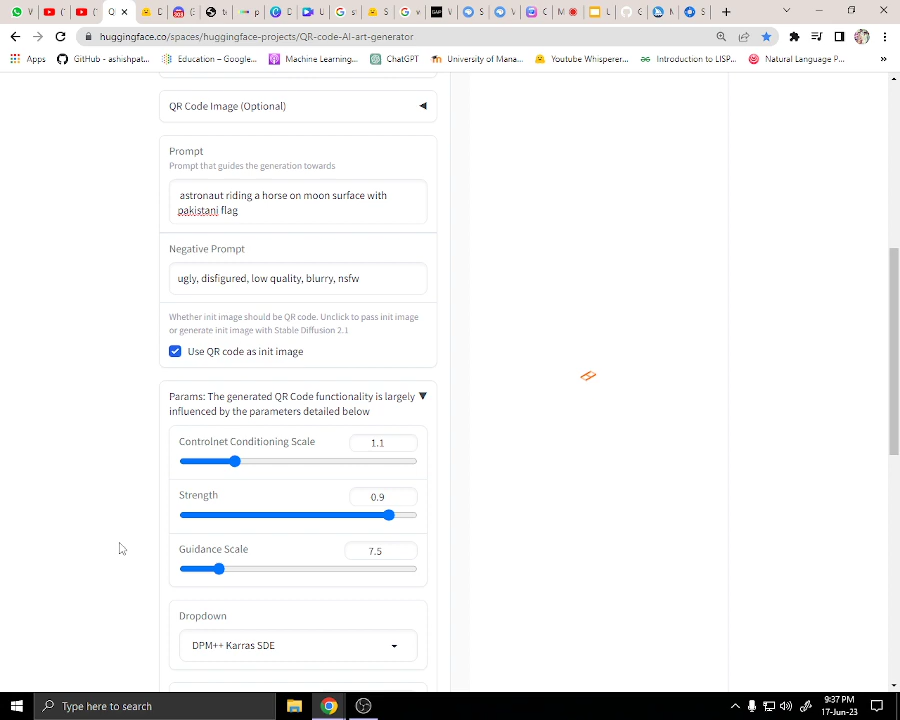 huggingface.co/spaces/huggingface-projects/QR-code-AI-art-generator
Apps
GitHub - ashishpat...
Education – Google...
Machine Learning...
ChatGPT
University of Mana...
Youtube Whisperer...
Introduction to LISP...
Natural Language P...
»
QR Code Image (Optional)
Prompt
Prompt that guides the generation towards
astronaut riding a horse on moon surface with
pakistani flag
Negative Prompt
ugly, disfigured, low quality, blurry, nsfw
Whether init image should be QR code. Unclick to pass init image
or generate init image with Stable Diffusion 2.1
Use QR code as init image
Params: The generated QR Code functionality is largely
influenced by the parameters detailed below
Controlnet Conditioning Scale
1.1
Strength
0.9
Guidance Scale
7.5
Dropdown
DPM++ Karras SDE
Type here to search
9:37 PM
17-Jun-23